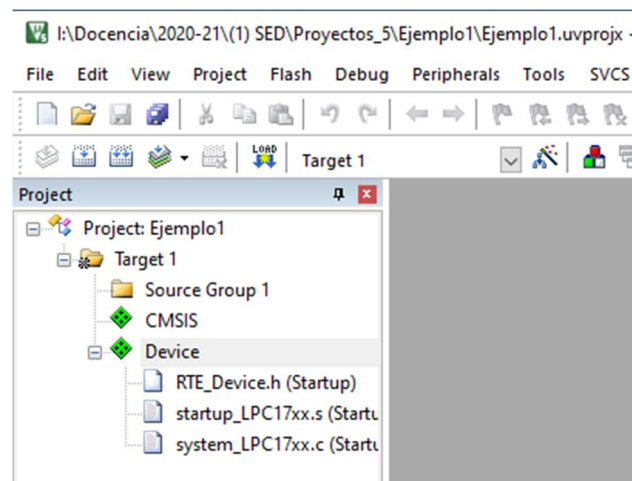 I:\Docencia\2020-21\(1) SED\Proyectos_5\Ejemplo1\Ejemplo1.uvprojx -
File Edit View Project Flash Debug Peripherals Tools SVCS
LOAD Target 1
Project
Project: Ejemplo1
Target 1
Source Group 1
CMSIS
Device
RTE_Device.h (Startup)
startup_LPC17xx.s (Startu
system_LPC17xx.c (Startu